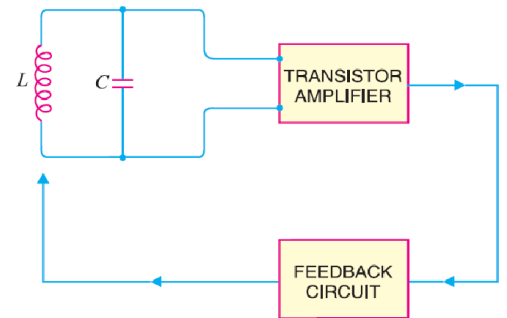 L
C
TRANSISTOR
AMPLIFIER
FEEDBACK
CIRCUIT